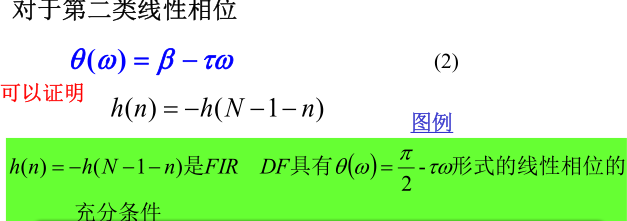 对于第二类线性相位
θ(ω) = β − τω (2)
可以证明
h(n) = −h(N −1− n)
图例
h(n) = −h(N −1− n)是FIR DF具有θ(ω)= π/2 -τω形式的线性相位的
充分条件